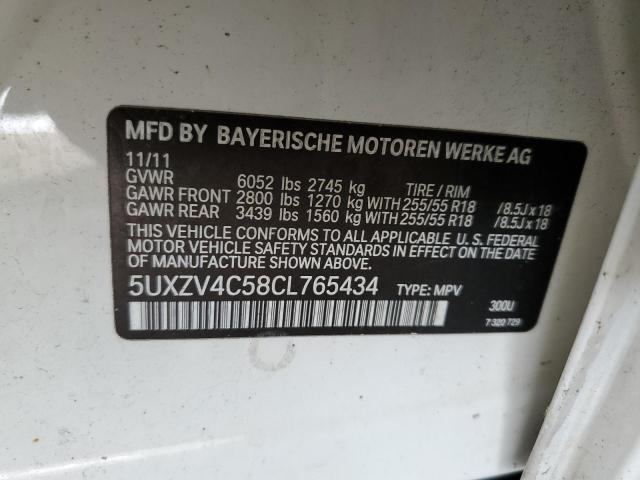 MFD BY BAYERISCHE MOTOREN WERKE AG
11/11
GVWR 6052 lbs 2745 kg TIRE / RIM
GAWR FRONT 2800 lbs 1270 kg WITH 255/55 R18 /8.5J x 18
GAWR REAR 3439 lbs 1560 kg WITH 255/55 R18 /8.5J x 18
THIS VEHICLE CONFORMS TO ALL APPLICABLE U.S. FEDERAL
MOTOR VEHICLE SAFETY STANDARDS IN EFFECT ON THE DATE
OF MANUFACTURE SHOWN ABOVE.
5UXZV4C58CL765434 TYPE: MPV
300U
7 320 729